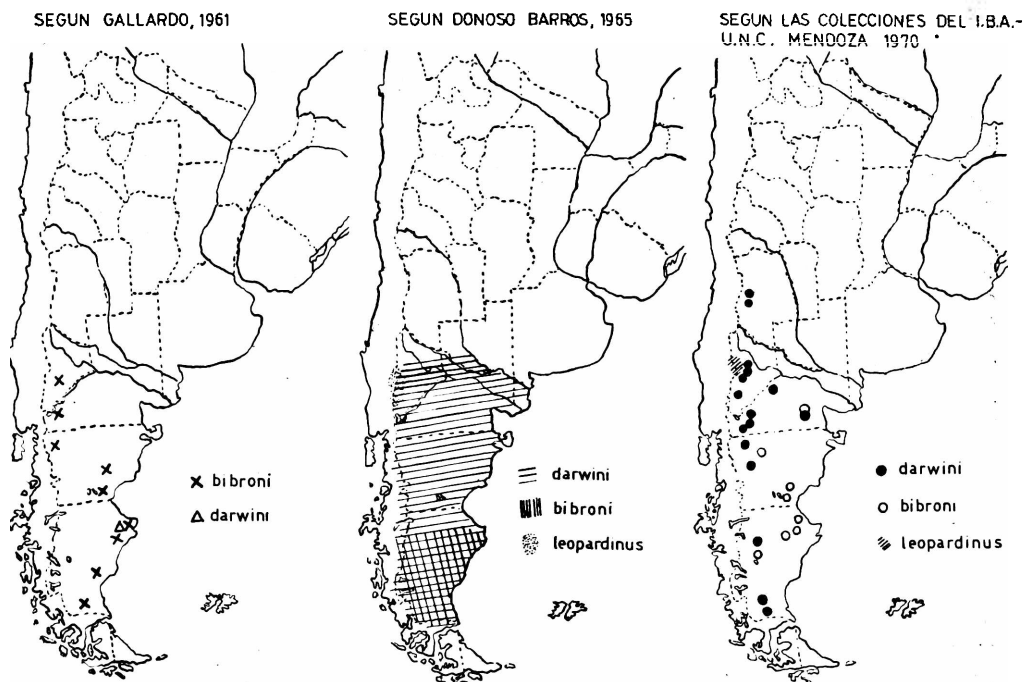 SEGUN GALLARDO, 1961
SEGUN DONOSO BARROS, 1965
SEGUN LAS COLECCIONES DEL I.B.A.-
U.N.C. MENDOZA 1970
bibroni
darwini
darwini
bibroni
leopardinus
darwini
bibroni
leopardinus